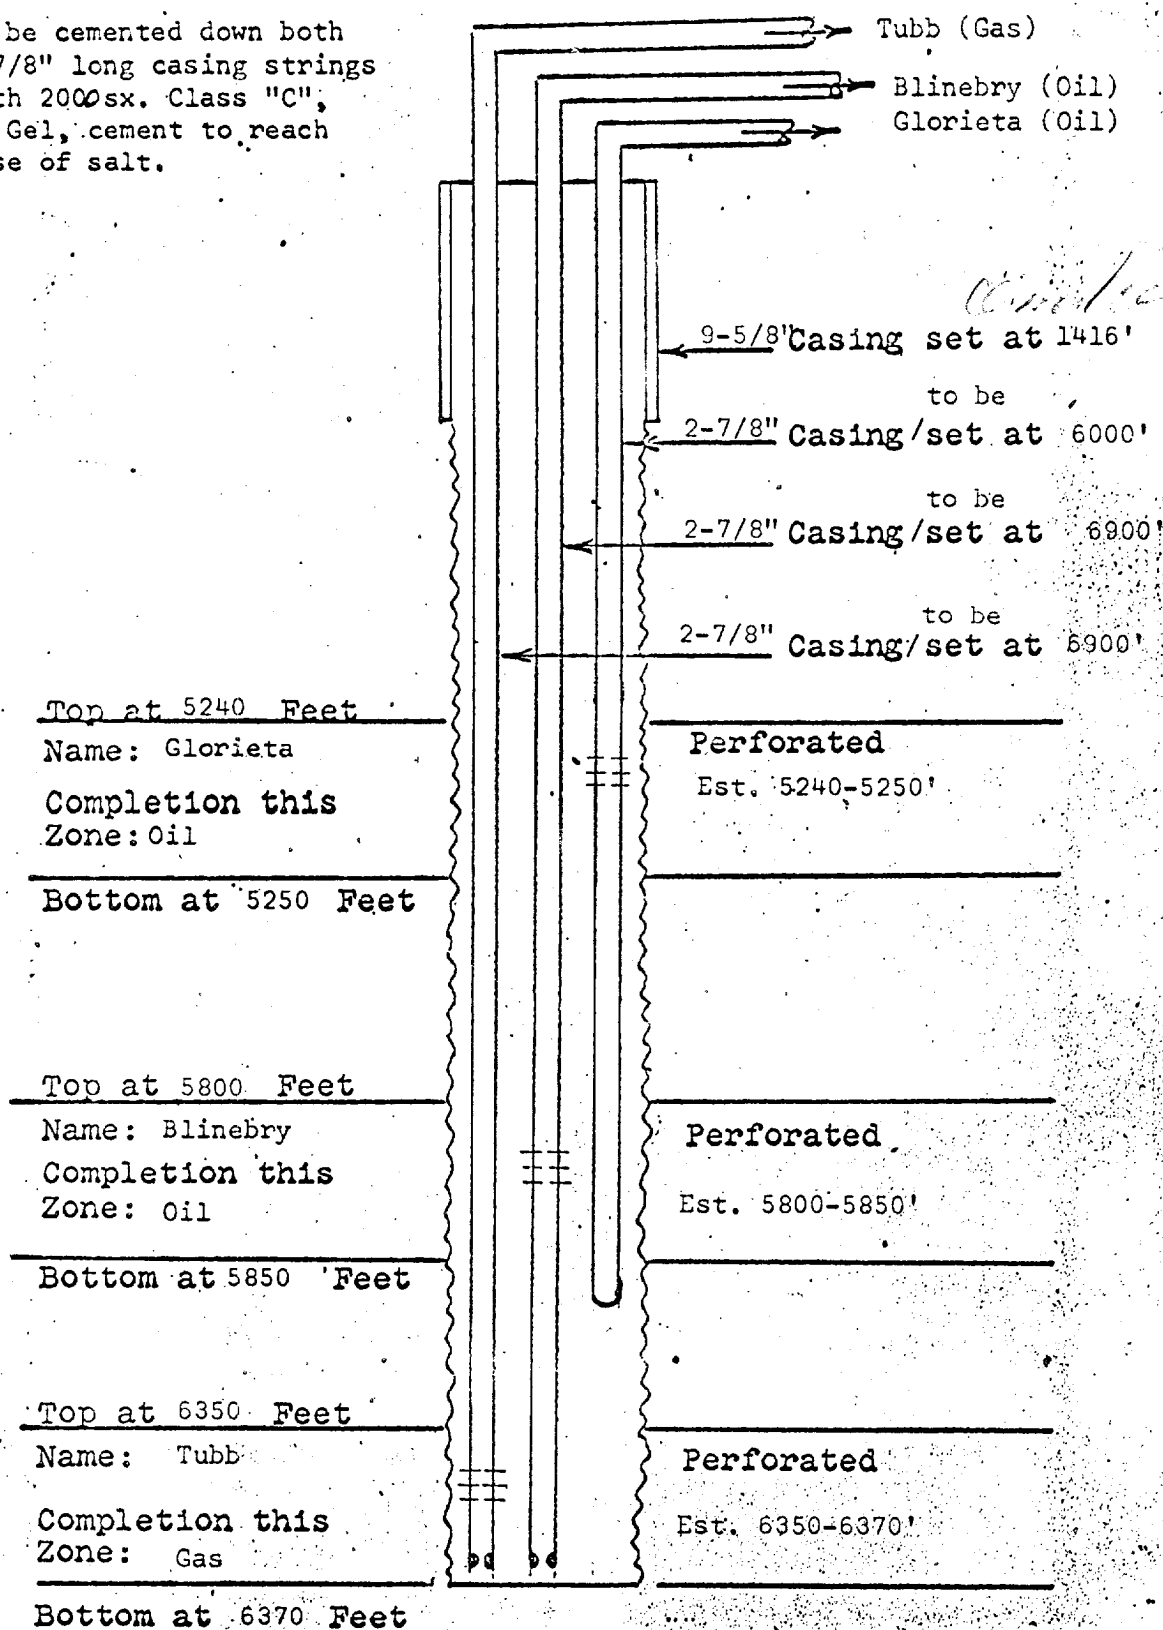 be cemented down both
7/8" long casing strings
th 2000sx. Class "C",
Gel, cement to reach
se of salt.
Tubb (Gas)
Blinebry (Oil)
Glorieta (Oil)
9-5/8" Casing set at 1416'
to be
2-7/8" Casing/set at 6000'
to be
2-7/8" Casing/set at 6900'
to be
2-7/8" Casing/set at 6900'
Top at 5240 Feet
Name: Glorieta
Completion this
Zone: Oil
Bottom at 5250 Feet
Perforated
Est. 5240-5250'
Top at 5800 Feet
Name: Blinebry
Completion this
Zone: Oil
Bottom at 5850 Feet
Perforated
Est. 5800-5850'
Top at 6350 Feet
Name: Tubb
Completion this
Zone: Gas
Bottom at 6370 Feet
Perforated
Est. 6350-6370'